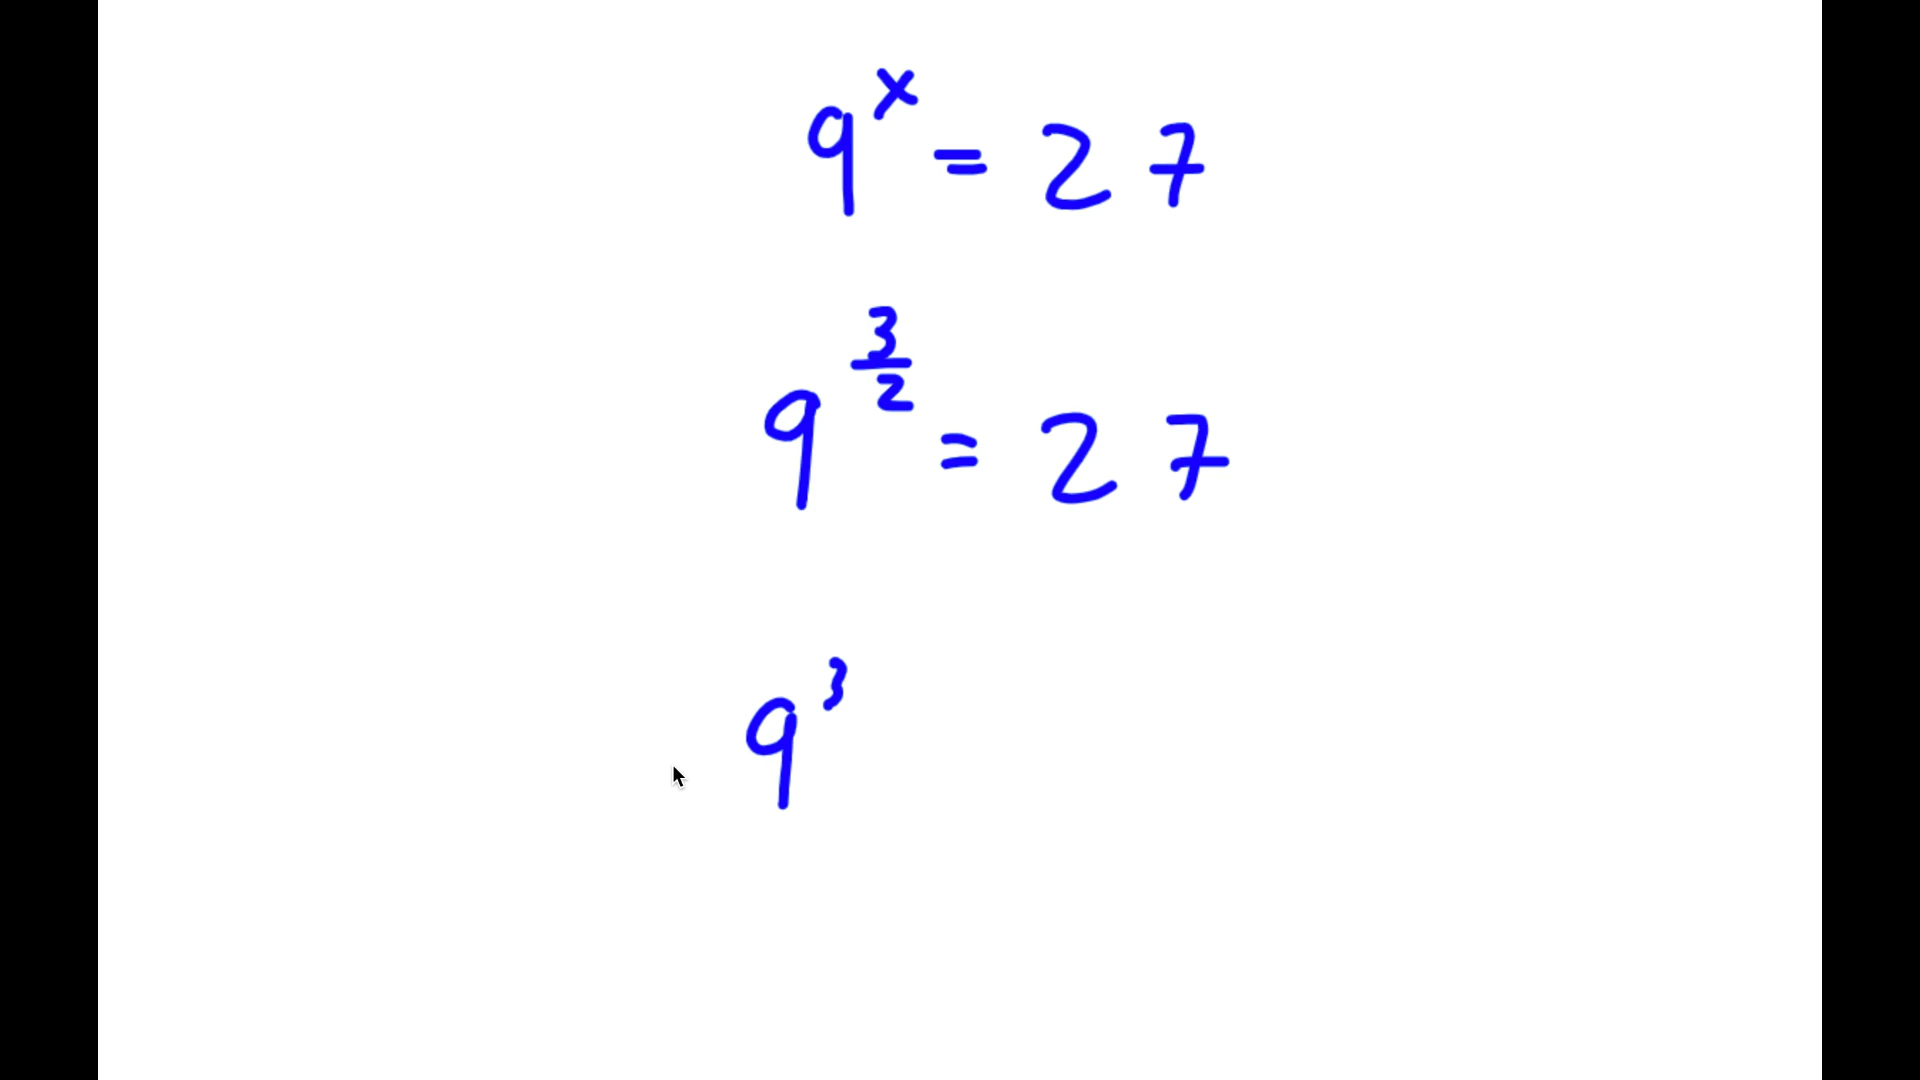 9^x = 27
9^{3/2} = 27
9^3